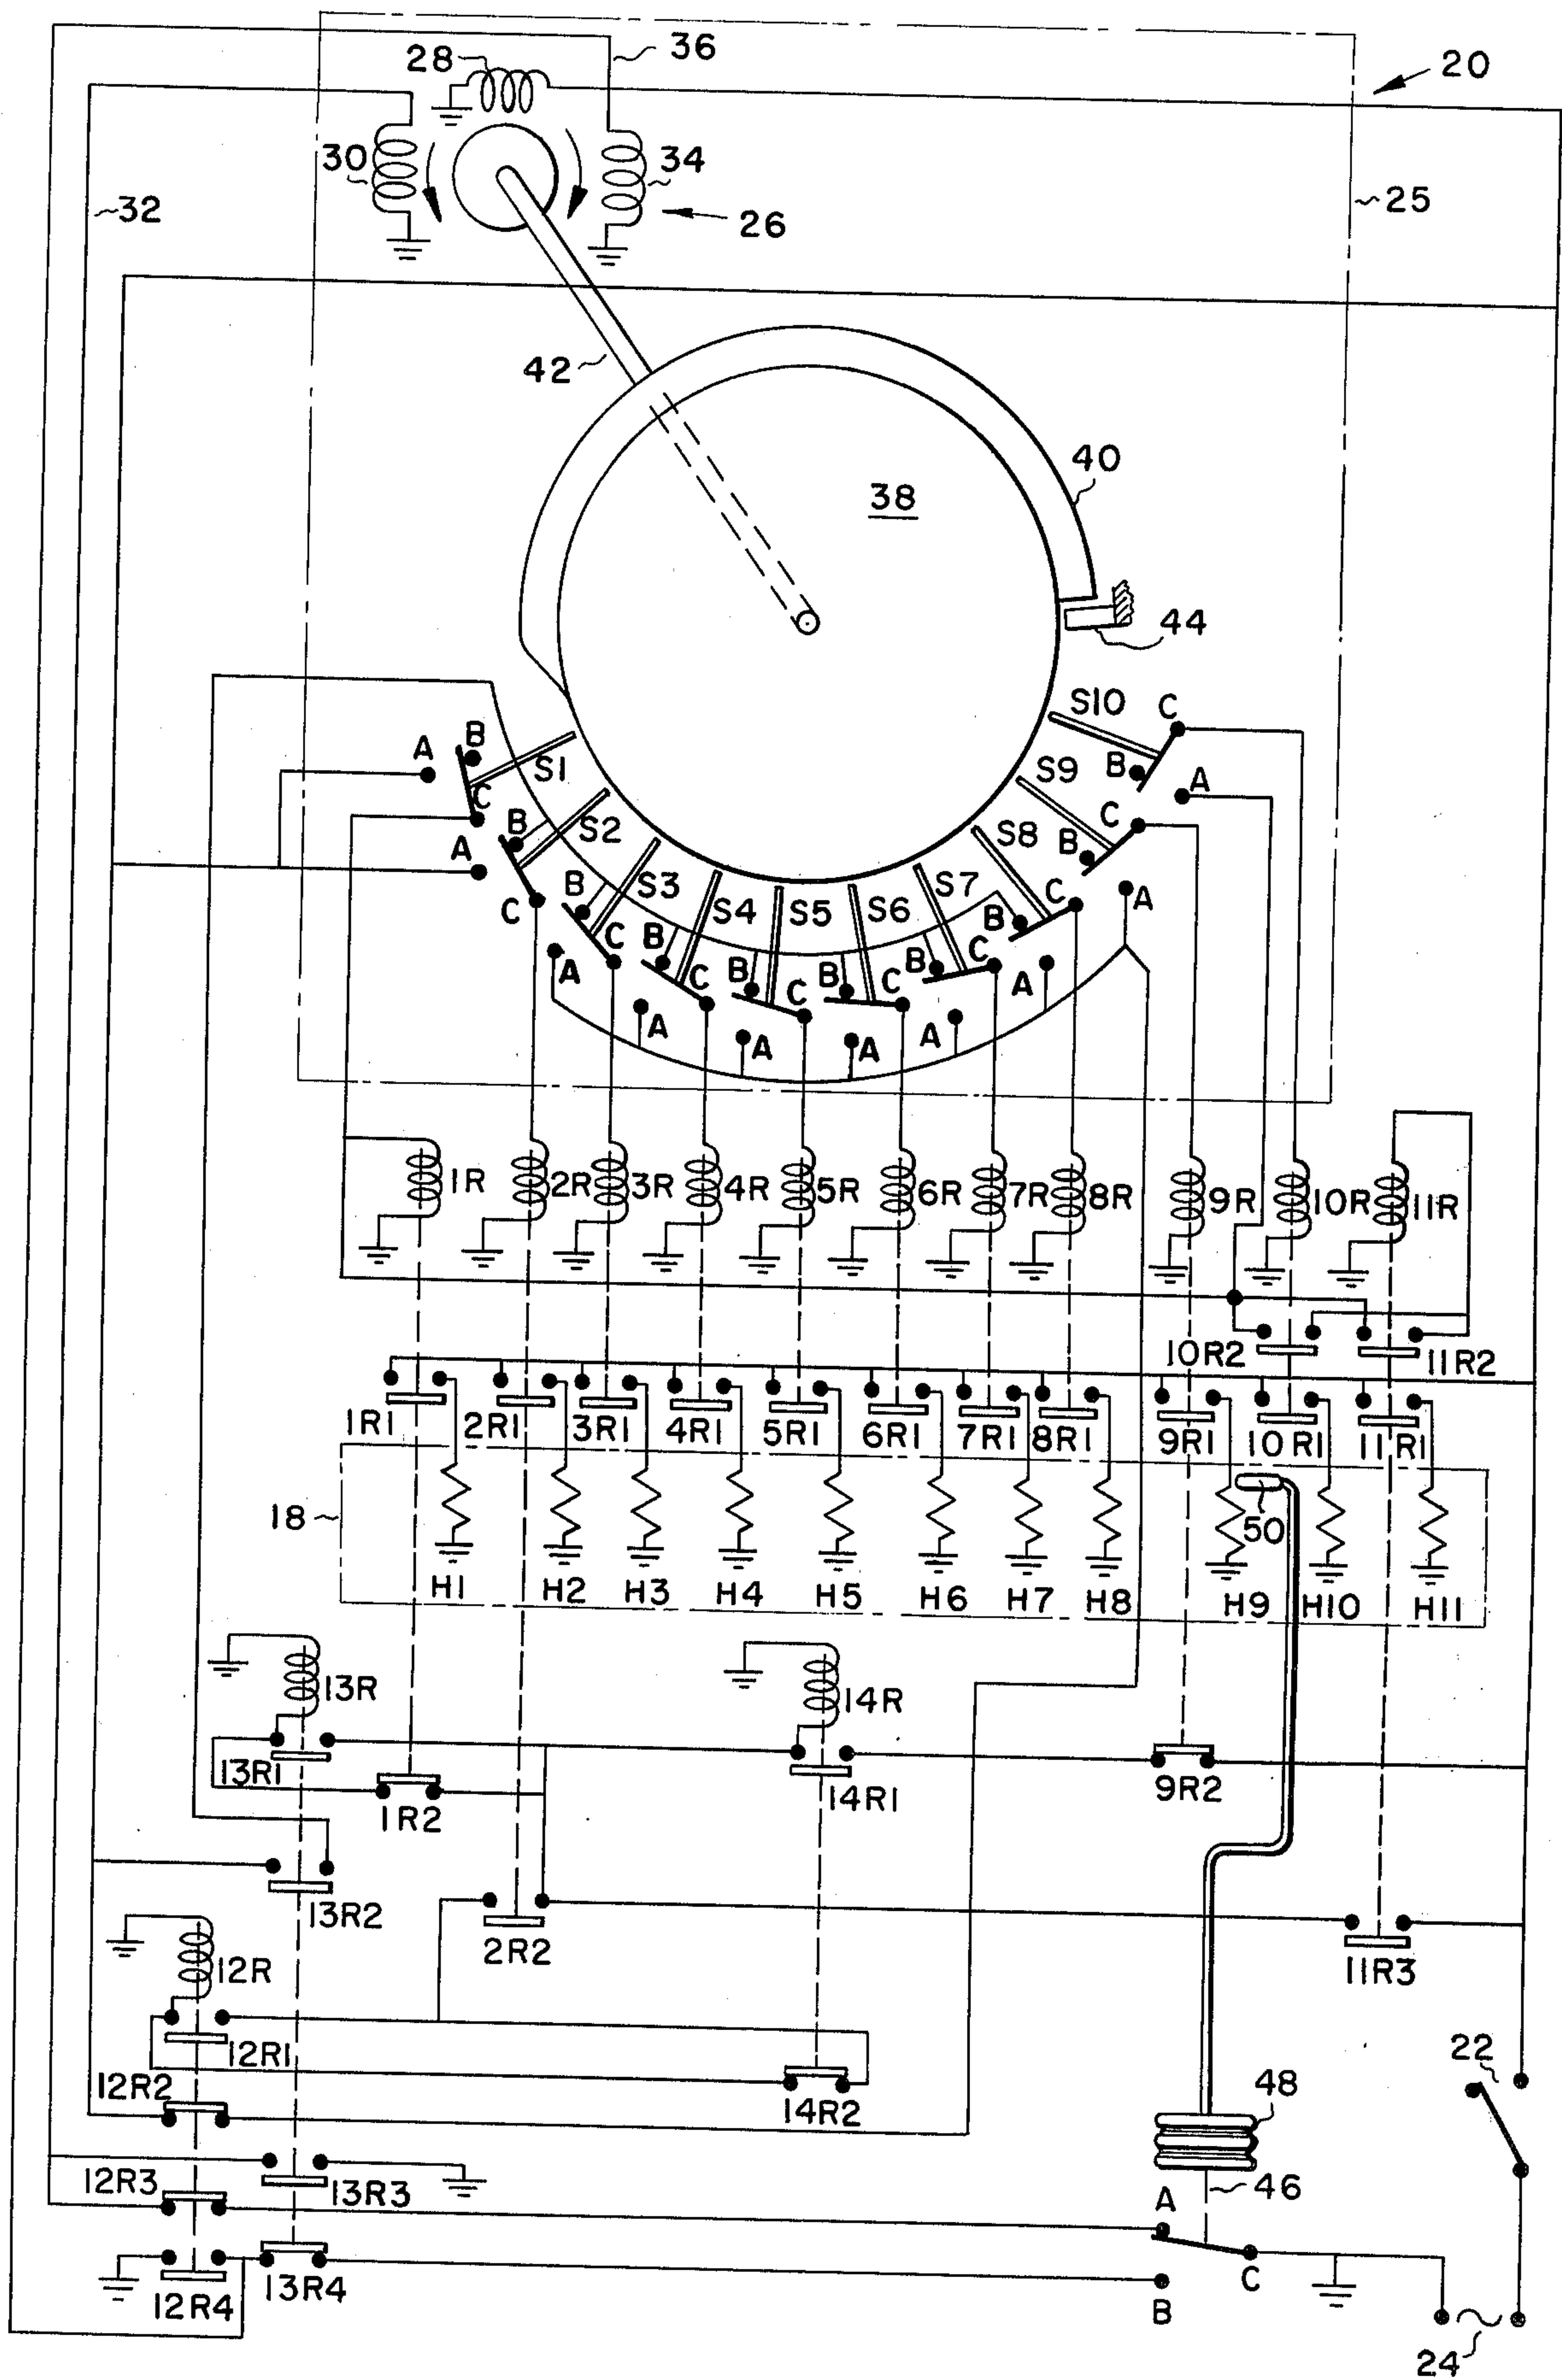 36
28
20
30
34
32
26
25
42
40
38
44
S10 C
A B S1 C
B A
S9
A B S2 C
B C
S8
B A
B S3 C
S4 S5 S6 S7
B C
A
B C
B C
B C
B C
A
A A A A A
1R 2R 3R 4R 5R 6R 7R 8R 9R 10R 11R
10R2 11R2
1R1 2R1 3R1 4R1 5R1 6R1 7R1 8R1 9R1 10R1 11R1
18
50
H1 H2 H3 H4 H5 H6 H7 H8 H9 H10 H11
13R
14R
13R1
1R2
14R1
9R2
13R2
2R2
12R
11R3
12R1
22
12R2
14R2
48
12R3
13R3
A
46
12R4
13R4
B
C
24